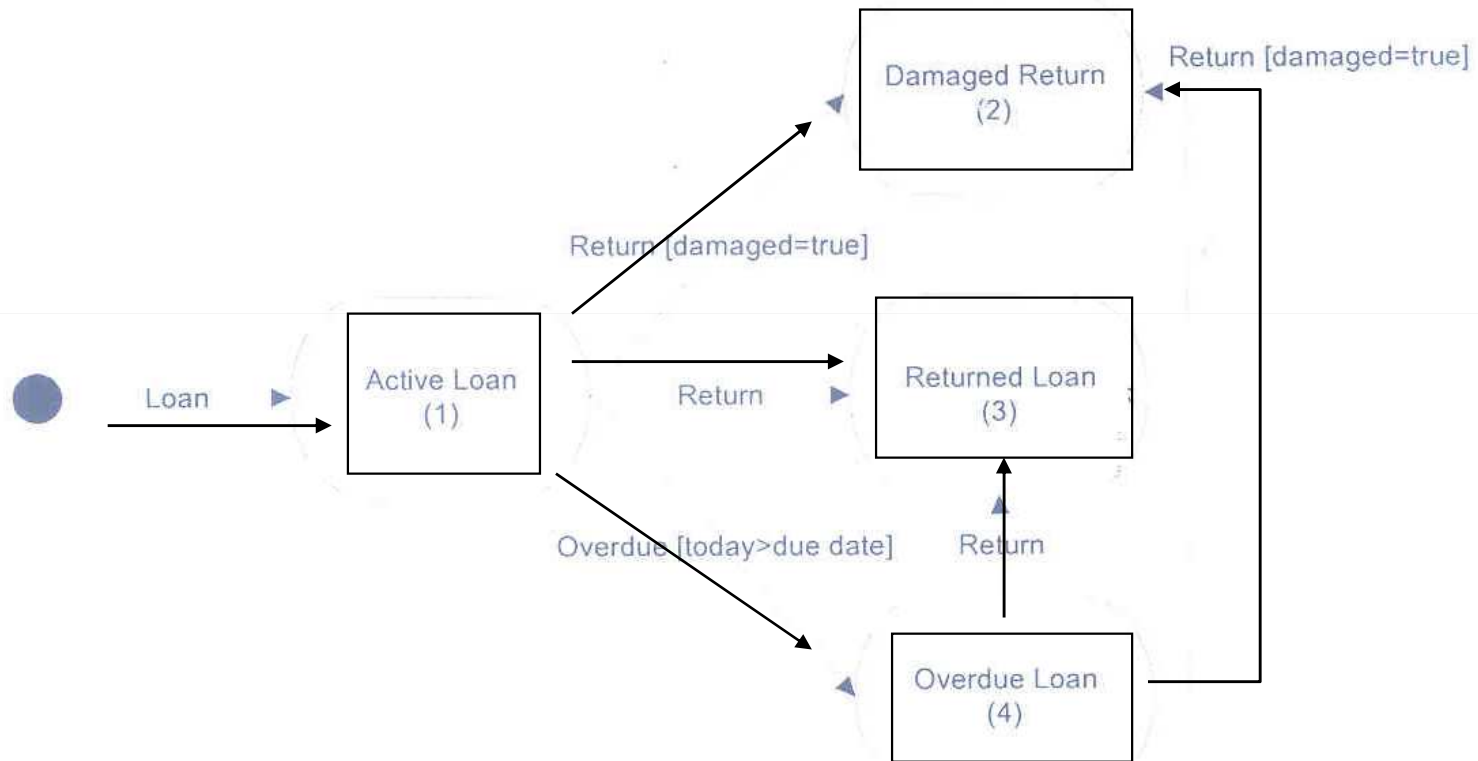 Damaged Return
(2)
Return [damaged=true]
Return [damaged=true]
Loan
Active Loan
(1)
Return
Returned Loan
(3)
Overdue [today>due date]
Return
Overdue Loan
(4)